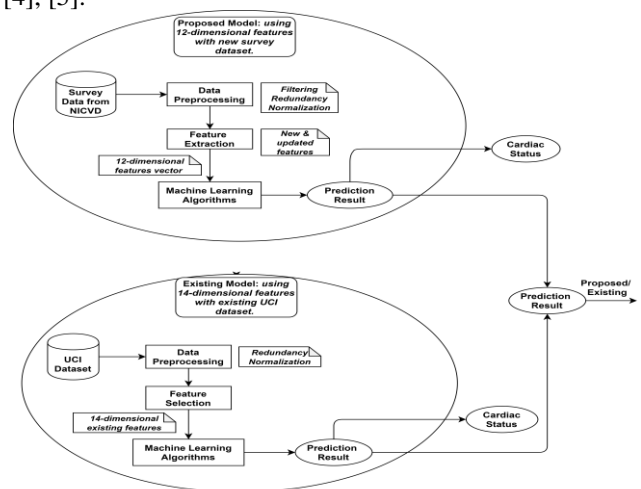 [4], [5].
Proposed Model: using
12-dimensional features
with new survey
dataset.
Survey
Data from
NICVD
Data
Preprocessing
Filtering
Redundancy
Normalization
Feature
Extraction
New &
updated
features
12-dimensional
features vector
Machine Learning
Algorithms
Prediction
Result
Cardiac
Status
Existing Model: using
14-dimensional features
with existing UCI
dataset.
Prediction
Result
Proposed/
Existing
UCI
Dataset
Data
Preprocessing
Redundancy
Normalization
Feature
Selection
14-dimensional
existing features
Machine Learning
Algorithms
Prediction
Result
Cardiac
Status